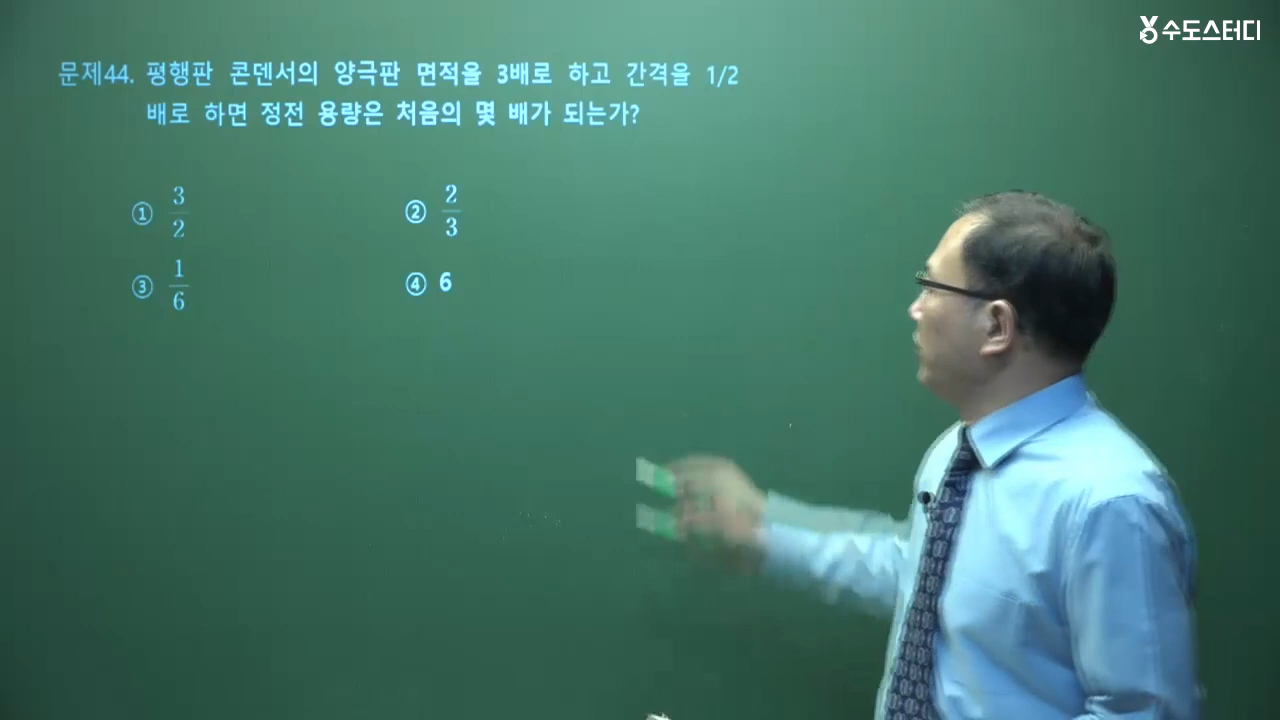 수도스터디
문제44. 평행판 콘덴서의 양극판 면적을 3배로 하고 간격을 1/2
배로 하면 정전 용량은 처음의 몇 배가 되는가?
① 3/2 ② 2/3
③ 1/6 ④ 6